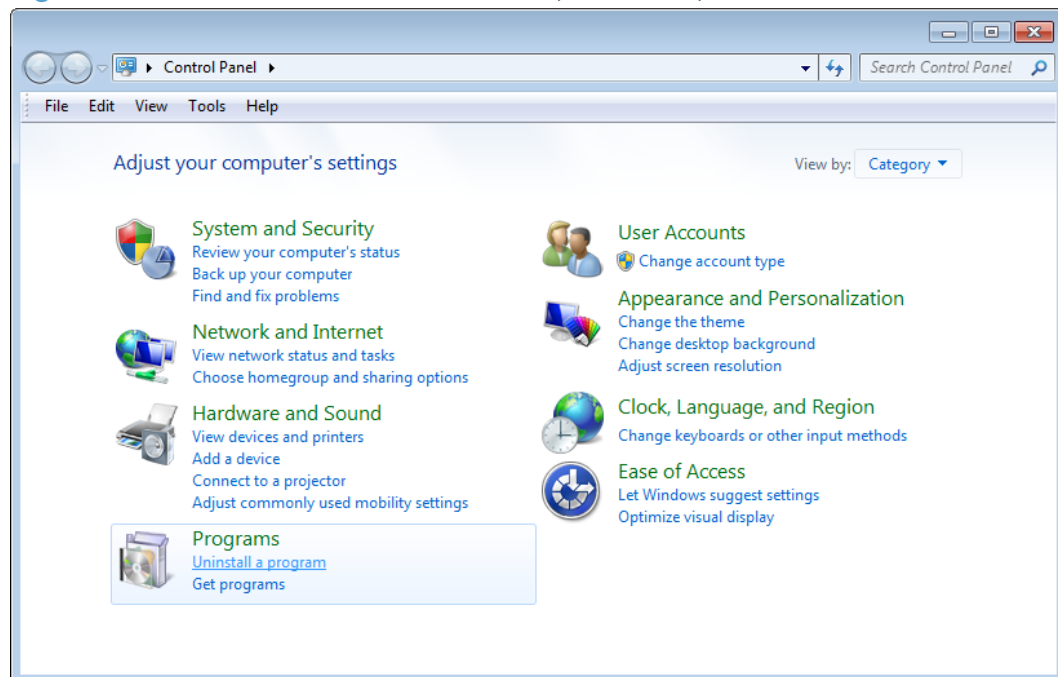 Control Panel
Search Control Panel
File Edit View Tools Help
Adjust your computer's settings
View by: Category
System and Security
Review your computer's status
Back up your computer
Find and fix problems
Network and Internet
View network status and tasks
Choose homegroup and sharing options
Hardware and Sound
View devices and printers
Add a device
Connect to a projector
Adjust commonly used mobility settings
Programs
Uninstall a program
Get programs
User Accounts
Change account type
Appearance and Personalization
Change the theme
Change desktop background
Adjust screen resolution
Clock, Language, and Region
Change keyboards or other input methods
Ease of Access
Let Windows suggest settings
Optimize visual display